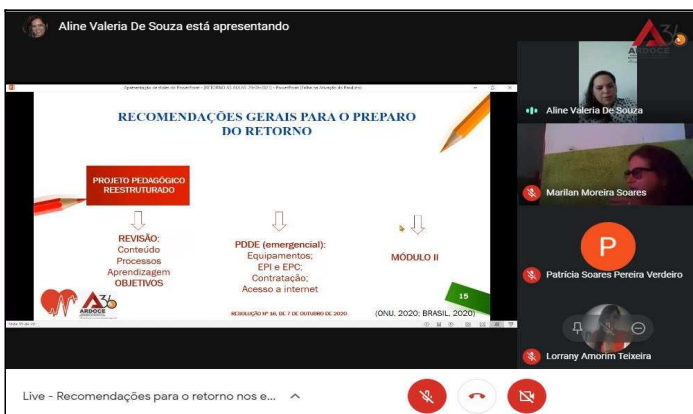 Aline Valeria De Souza está apresentando
A36
ARDOCE
RECOMENDAÇÕES GERAIS PARA O PREPARO
DO RETORNO
PROJETO PEDAGÓGICO
REESTRUTURADO
REVISÃO:
Conteúdo
Processos
Aprendizagem
OBJETIVOS
PDDE (emergencial):
Equipamentos;
EPI e EPC;
Contratação;
Acesso a internet
MÓDULO II
15
A36
ARDOCE
RESOLUÇÃO Nº 16, DE 7 DE OUTUBRO DE 2020
(ONU, 2020; BRASIL, 2020)
Aline Valeria De Souza
Marilan Moreira Soares
P
Patrícia Soares Pereira Verdeiro
Lorrany Amorim Teixeira
Live - Recomendações para o retorno nos e...